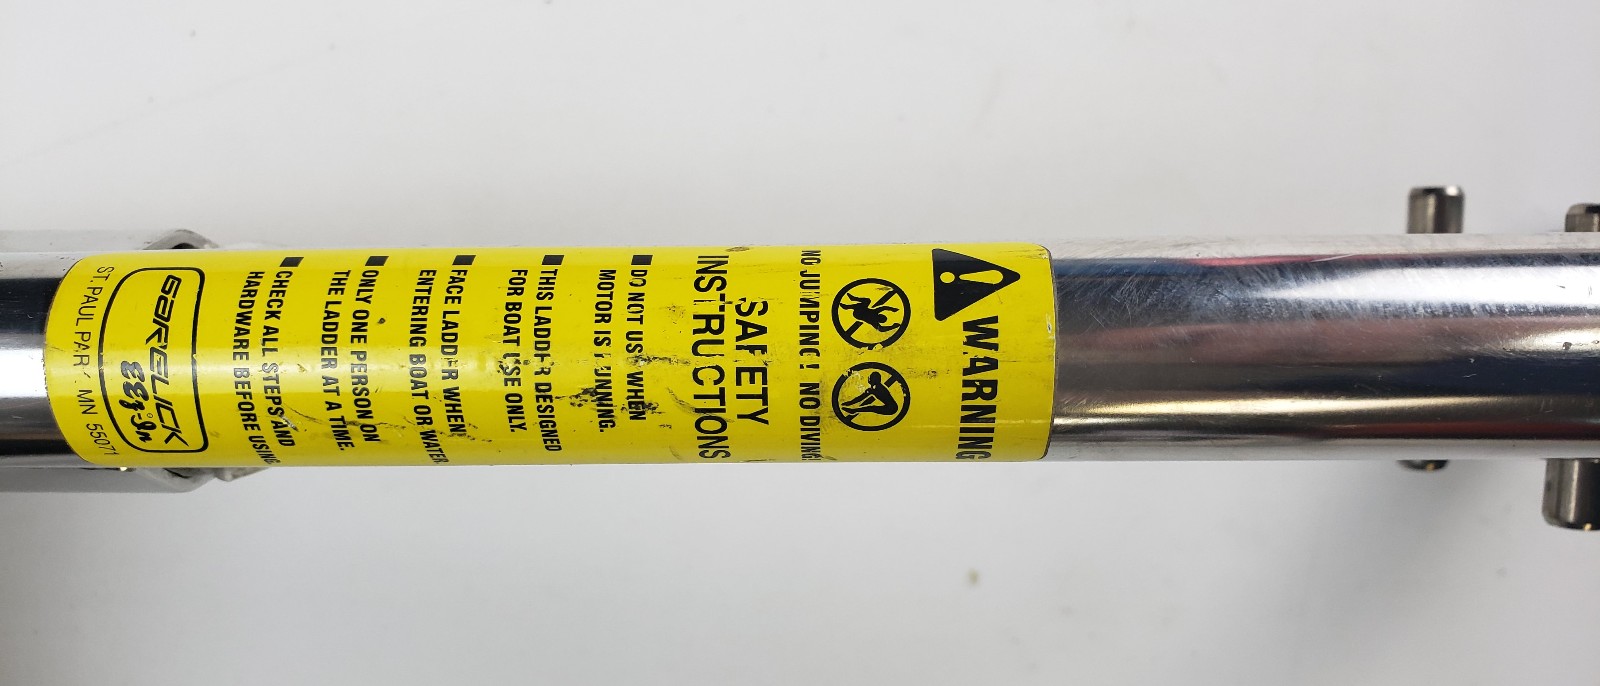 WARNING
NO JUMPING! NO DIVING!
SAFETY
INSTRUCTIONS
DO NOT USE WHEN
MOTOR IS RUNNING.
THIS LADDER DESIGNED
FOR BOAT USE ONLY.
FACE LADDER WHEN
ENTERING BOAT OR WATER
ONLY ONE PERSON ON
THE LADDER AT A TIME.
CHECK ALL STEPS AND
HARDWARE BEFORE USING
GARELICK
EEz-In
ST. PAUL PARK MN 55071